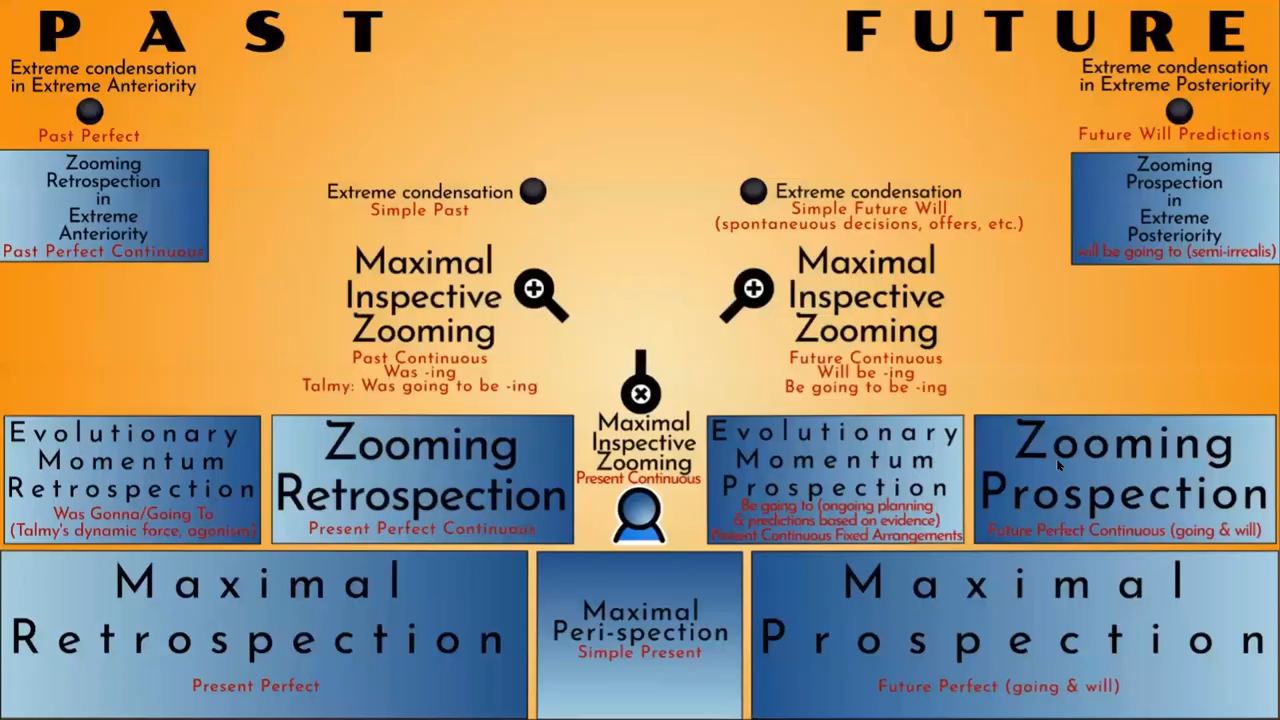 PAST
FUTURE
Extreme condensation
in Extreme Anteriority
Past Perfect
Zooming
Retrospection
in
Extreme
Anteriority
Past Perfect Continuous
Extreme condensation
in Extreme Posteriority
Future Will Predictions
Zooming
Prospection
in
Extreme
Posteriority
will be going to (semi-irrealis)
Extreme condensation
Simple Past
Maximal
Inspective
Zooming
Past Continuous
Was -ing
Talmy: Was going to be -ing
Extreme condensation
Simple Future Will
(spontaneuous decisions, offers, etc.)
Maximal
Inspective
Zooming
Future Continuous
Will be -ing
Be going to be -ing
Maximal
Inspective
Zooming
Present Continuous
Evolutionary
Momentum
Retrospection
Was Gonna/Going To
(Talmy's dynamic force, agonism)
Zooming
Retrospection
Present Perfect Continuous
Evolutionary
Momentum
Prospection
Be going to (ongoing planning
& predictions based on evidence)
Present Continuous Fixed Arrangements
Zooming
Prospection
Future Perfect Continuous (going & will)
Maximal
Retrospection
Present Perfect
Maximal
Peri-spection
Simple Present
Maximal
Prospection
Future Perfect (going & will)